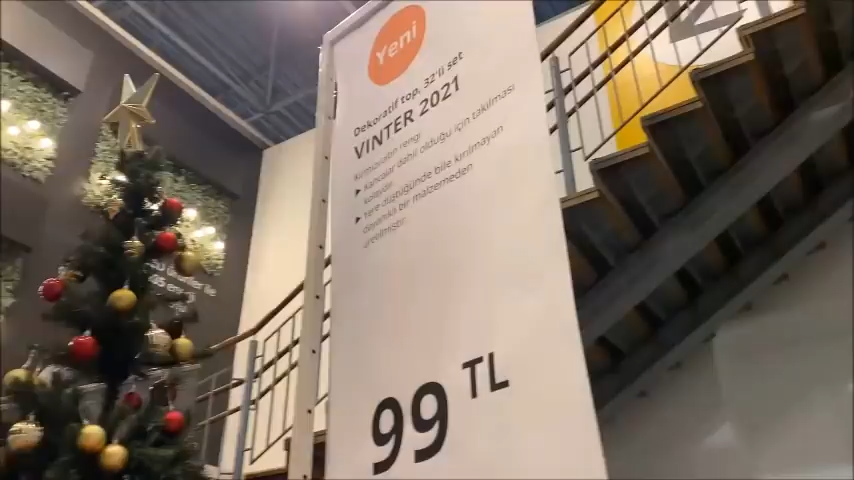 Yeni
Dekoratif top, 32'li set
VINTER 2021
Kırmızı/sarı rengi
▸ Kancalar dahil olduğu için takılması
kolaydır.
▸ Yere düştüğünde bile kırılmayan
dayanıklı bir malzemeden
üretilmiştir.
99 TL